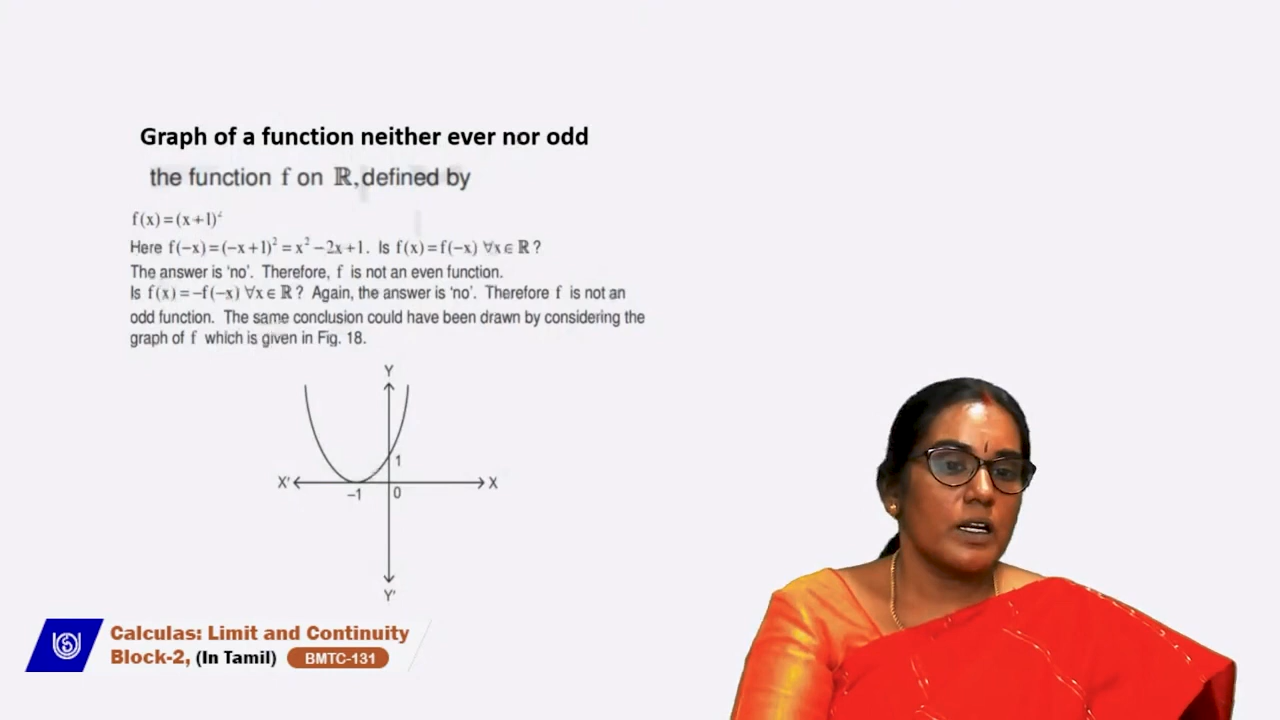 Graph of a function neither ever nor odd
the function f on ℝ, defined by
f(x)=(x+1)²
Here f(−x)=(−x+1)²=x²−2x+1. Is f(x)=f(−x) ∀x∈ℝ?
The answer is ‘no’. Therefore, f is not an even function.
Is f(x)=−f(−x) ∀x∈ℝ? Again, the answer is ‘no’. Therefore f is not an
odd function. The same conclusion could have been drawn by considering the
graph of f which is given in Fig. 18.
Y
1
X′ X
−1 0
Y′
Calculas: Limit and Continuity
Block-2, (In Tamil) BMTC-131